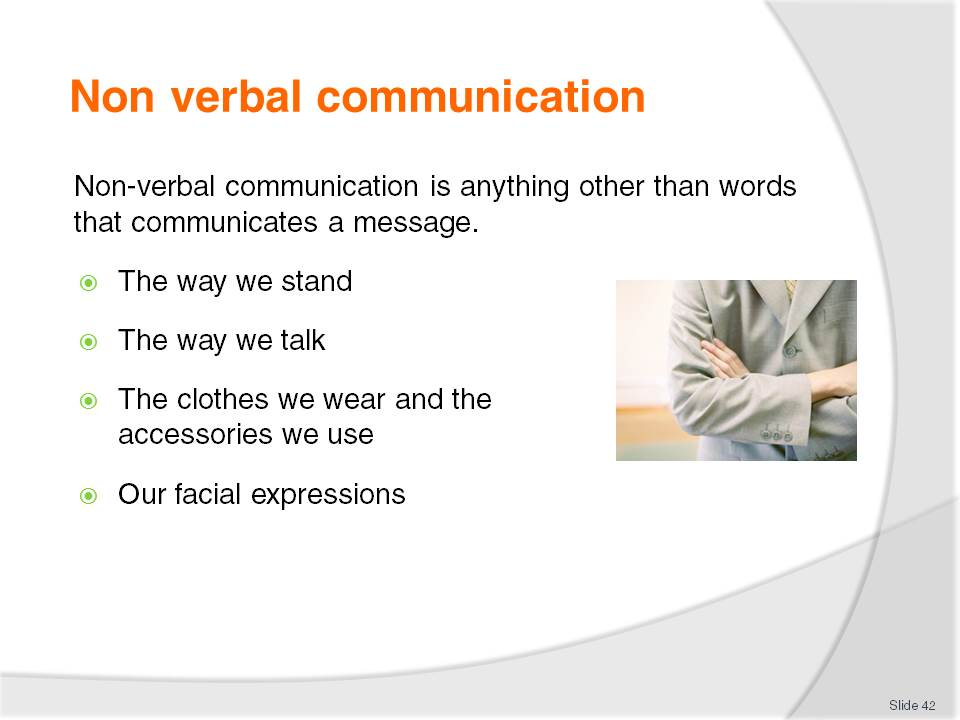 Non verbal communication
Non-verbal communication is anything other than words
that communicates a message.
The way we stand
The way we talk
The clothes we wear and the
accessories we use
Our facial expressions
Slide 42